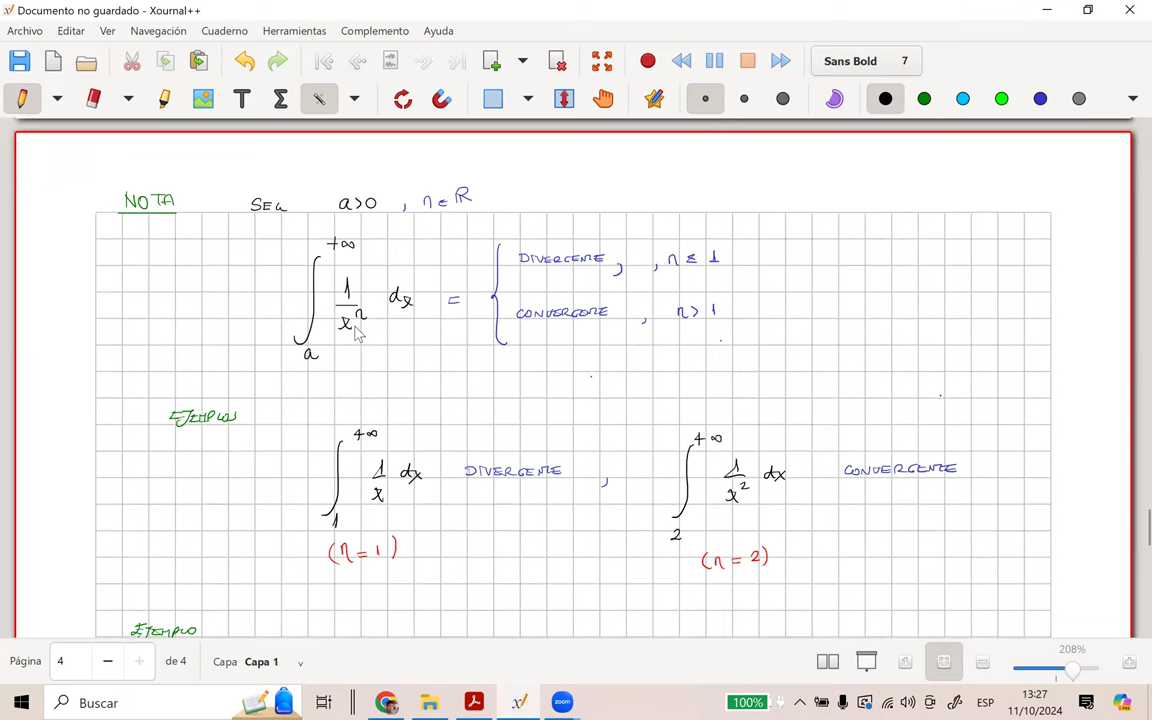 Documento no guardado - Xournal++
Archivo Editar Ver Navegación Cuaderno Herramientas Complemento Ayuda
Sans Bold 7
NOTA SEA a>0 , n∈ℝ
+∞
∫ 1/xⁿ dx = { DIVERGENTE, , n ≤ 1
CONVERGENTE , n > 1
a
EJEMPLOS
+∞ +∞
∫ 1/x dx DIVERGENTE , ∫ 1/x² dx CONVERGENTE
1 2
(n = 1) (n = 2)
EJEMPLO
Página 4 de 4 Capa Capa 1 208%
Buscar 100% ESP 13:27
11/10/2024